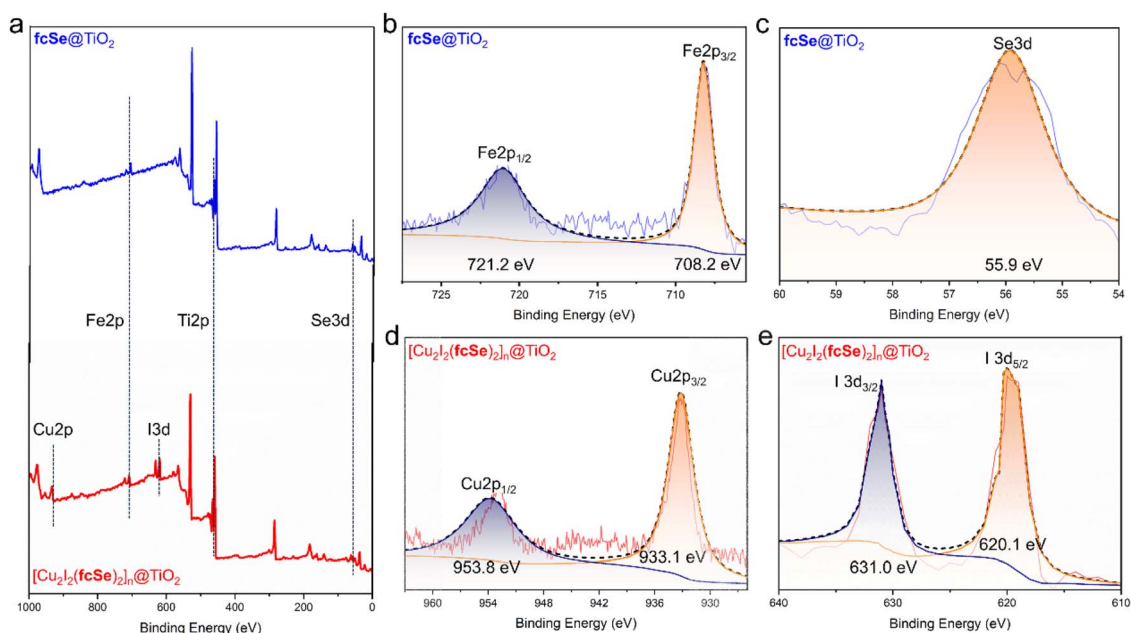 a
fcSe@TiO₂
Fe2p
Ti2p
Se3d
Cu2p
I3d
[Cu₂I₂(fcSe)₂]ₙ@TiO₂
1000 800 600 400 200 0
Binding Energy (eV)
b
fcSe@TiO₂
Fe2p₃/₂
Fe2p₁/₂
721.2 eV
708.2 eV
725 720 715 710
Binding Energy (eV)
c
fcSe@TiO₂
Se3d
55.9 eV
60 59 58 57 56 55 54
Binding Energy (eV)
d
[Cu₂I₂(fcSe)₂]ₙ@TiO₂
Cu2p₃/₂
Cu2p₁/₂
933.1 eV
953.8 eV
960 954 948 942 936 930
Binding Energy (eV)
e
[Cu₂I₂(fcSe)₂]ₙ@TiO₂
I 3d₅/₂
I 3d₃/₂
620.1 eV
631.0 eV
640 630 620 610
Binding Energy (eV)